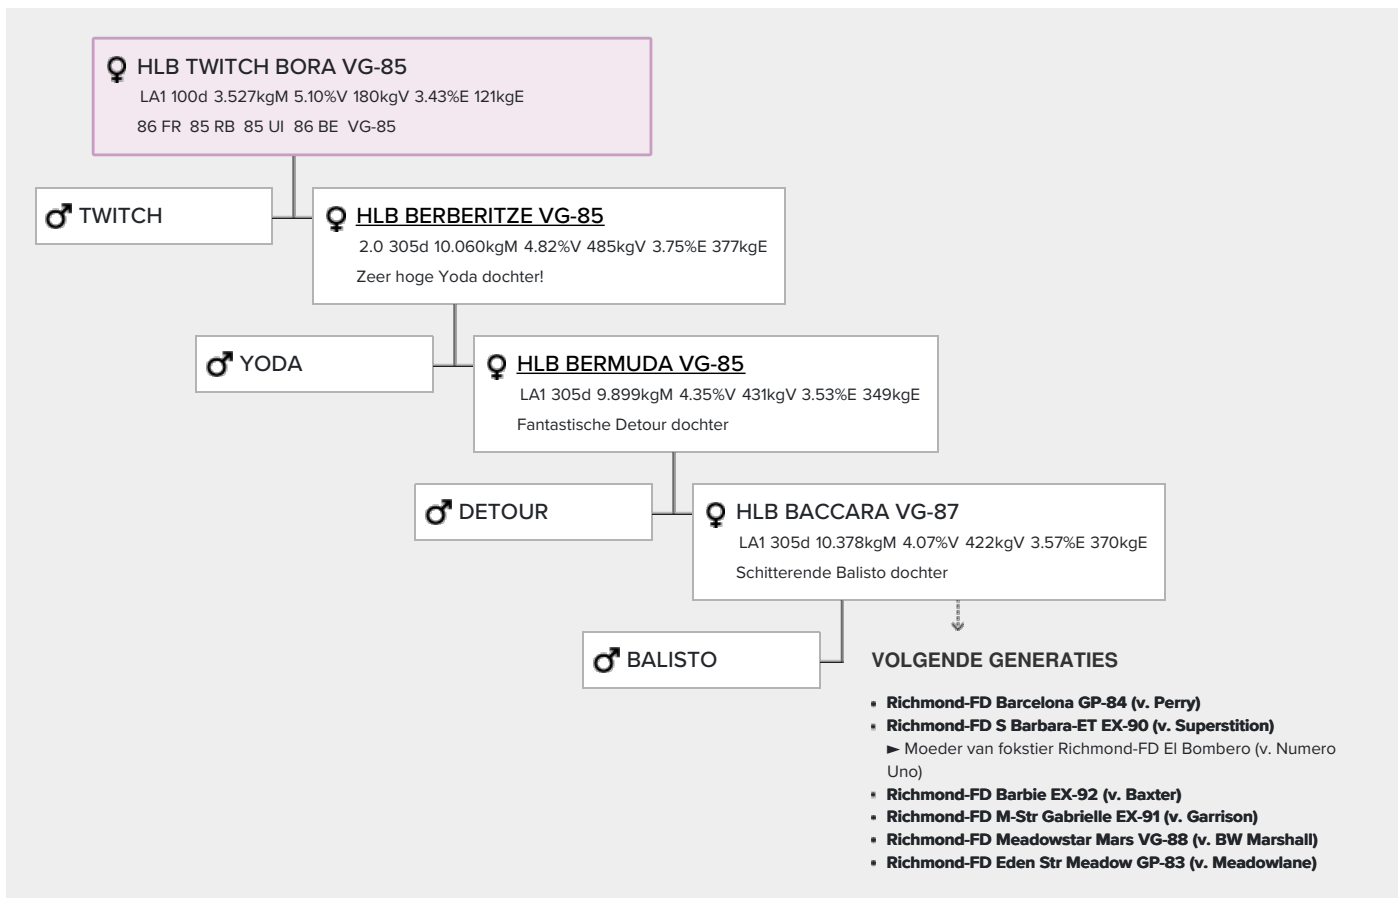 HLB TWITCH BORA VG-85
LA1 100d 3.527kgM 5.10%V 180kgV 3.43%E 121kgE
86 FR 85 RB 85 UI 86 BE VG-85
TWITCH
HLB BERBERITZE VG-85
2.0 305d 10.060kgM 4.82%V 485kgV 3.75%E 377kgE
Zeer hoge Yoda dochter!
YODA
HLB BERMUDA VG-85
LA1 305d 9.899kgM 4.35%V 431kgV 3.53%E 349kgE
Fantastische Detour dochter
DETOUR
HLB BACCARA VG-87
LA1 305d 10.378kgM 4.07%V 422kgV 3.57%E 370kgE
Schitterende Balisto dochter
BALISTO
VOLGENDE GENERATIES
• Richmond-FD Barcelona GP-84 (v. Perry)
• Richmond-FD S Barbara-ET EX-90 (v. Superstition)
► Moeder van fokstier Richmond-FD El Bombero (v. Numero
Uno)
• Richmond-FD Barbie EX-92 (v. Baxter)
• Richmond-FD M-Str Gabrielle EX-91 (v. Garrison)
• Richmond-FD Meadowstar Mars VG-88 (v. BW Marshall)
• Richmond-FD Eden Str Meadow GP-83 (v. Meadowlane)